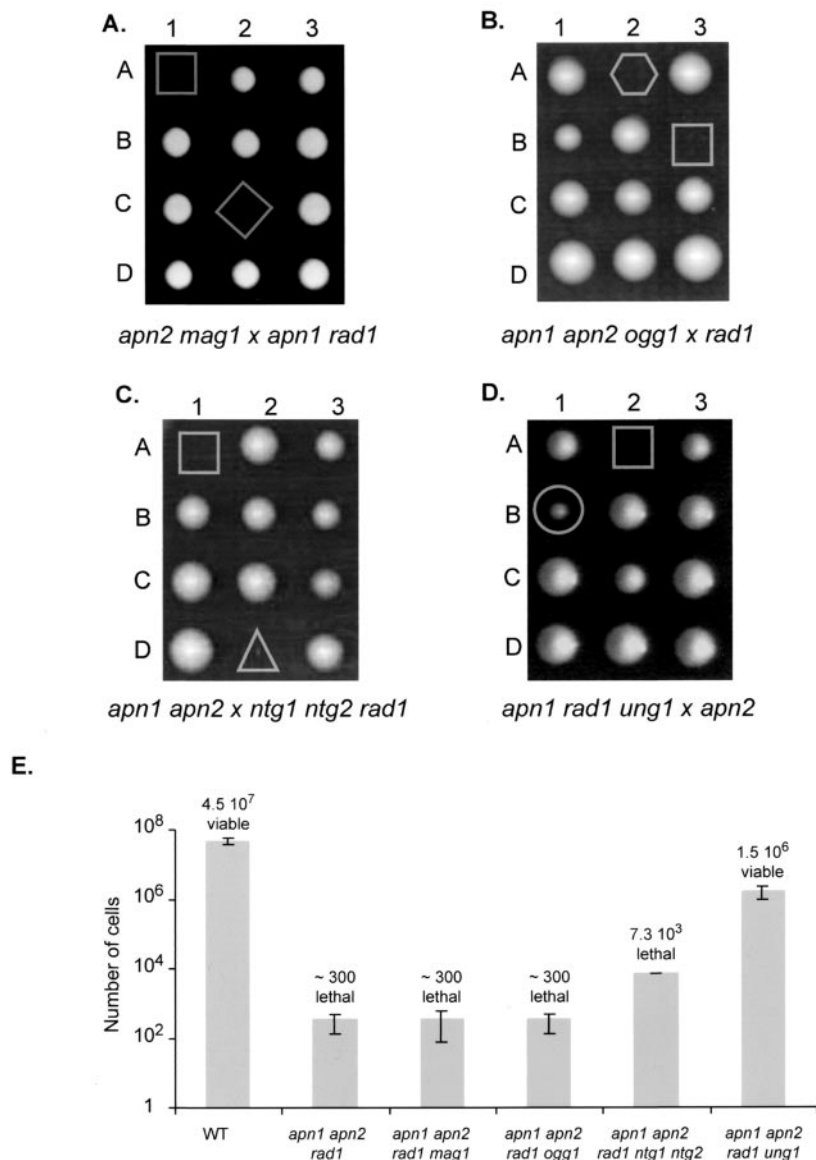 A.
1 2 3
A
B
C
D
apn2 mag1 x apn1 rad1
B.
1 2 3
A
B
C
D
apn1 apn2 ogg1 x rad1
C.
1 2 3
A
B
C
D
apn1 apn2 x ntg1 ntg2 rad1
D.
1 2 3
A
B
C
D
apn1 rad1 ung1 x apn2
E.
Number of cells
10^8
10^6
10^4
10^2
1
4.5 10^7
viable
~ 300
lethal
~ 300
lethal
~ 300
lethal
7.3 10^3
lethal
1.5 10^6
viable
WT
apn1 apn2
rad1
apn1 apn2
rad1 mag1
apn1 apn2
rad1 ogg1
apn1 apn2
rad1 ntg1 ntg2
apn1 apn2
rad1 ung1